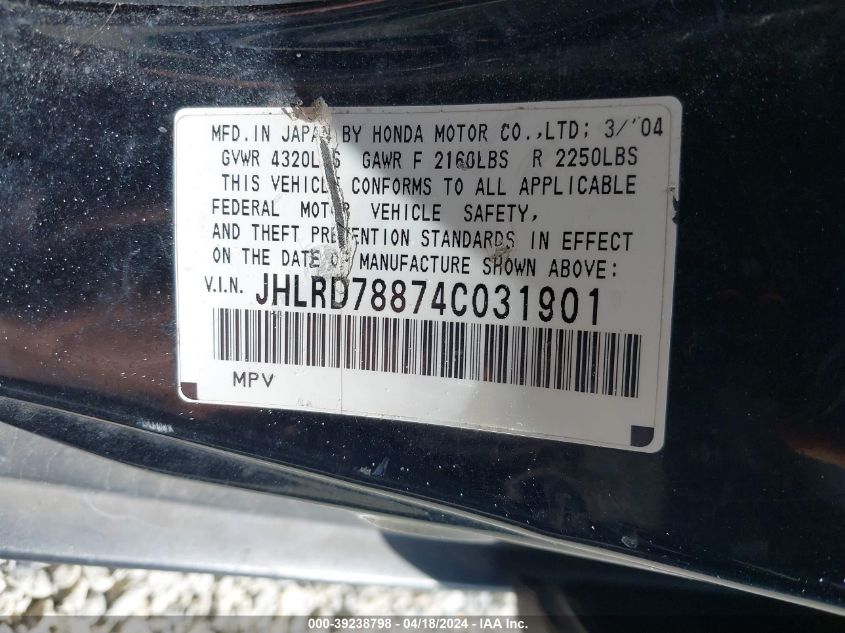 MFD. IN JAPAN BY HONDA MOTOR CO.,LTD; 3/'04
GVWR 4320LBS GAWR F 2160LBS R 2250LBS
THIS VEHICLE CONFORMS TO ALL APPLICABLE
FEDERAL MOTOR VEHICLE SAFETY,
AND THEFT PREVENTION STANDARDS IN EFFECT
ON THE DATE OF MANUFACTURE SHOWN ABOVE:
V.I.N. JHLRD78874C031901
MPV
000-39238798 - 04/18/2024 - IAAI.com